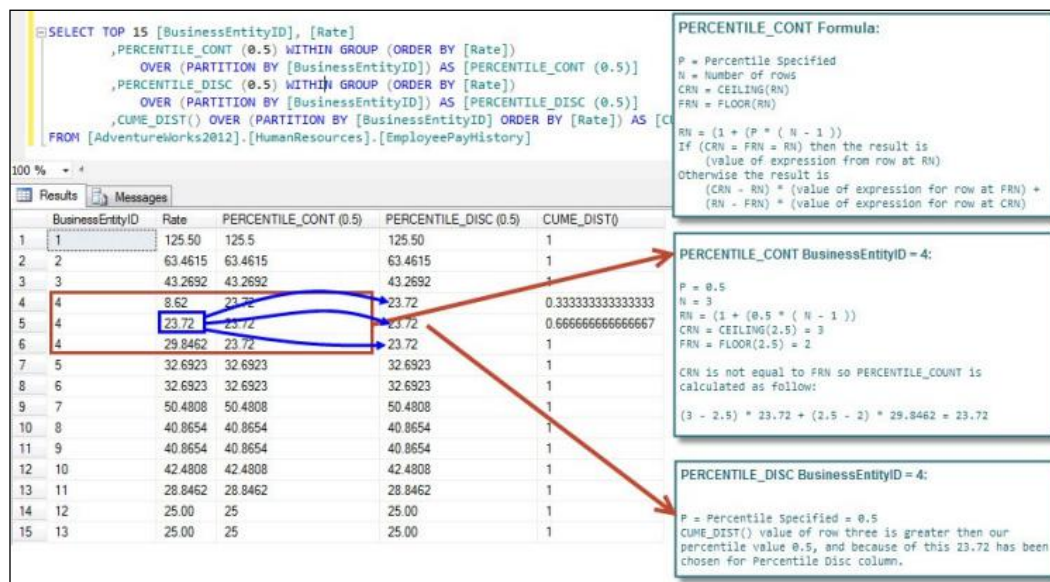 SELECT TOP 15 [BusinessEntityID], [Rate]
,PERCENTILE_CONT (0.5) WITHIN GROUP (ORDER BY [Rate])
OVER (PARTITION BY [BusinessEntityID]) AS [PERCENTILE_CONT (0.5)]
,PERCENTILE_DISC (0.5) WITHIN GROUP (ORDER BY [Rate])
OVER (PARTITION BY [BusinessEntityID]) AS [PERCENTILE_DISC (0.5)]
,CUME_DIST() OVER (PARTITION BY [BusinessEntityID] ORDER BY [Rate]) AS [CU
FROM [AdventureWorks2012].[HumanResources].[EmployeePayHistory]
100 %
Results Messages
BusinessEntityID Rate PERCENTILE_CONT (0.5) PERCENTILE_DISC (0.5) CUME_DIST()
1 1 125.50 125.5 125.50 1
2 2 63.4615 63.4615 63.4615 1
3 3 43.2692 43.2692 43.2692 1
4 4 8.62 23.72 23.72 0.333333333333333
5 4 23.72 23.72 23.72 0.666666666666667
6 4 29.8462 23.72 23.72 1
7 5 32.6923 32.6923 32.6923 1
8 6 32.6923 32.6923 32.6923 1
9 7 50.4808 50.4808 50.4808 1
10 8 40.8654 40.8654 40.8654 1
11 9 40.8654 40.8654 40.8654 1
12 10 42.4808 42.4808 42.4808 1
13 11 28.8462 28.8462 28.8462 1
14 12 25.00 25 25.00 1
15 13 25.00 25 25.00 1
PERCENTILE_CONT Formula:
P = Percentile Specified
N = Number of rows
CRN = CEILING(RN)
FRN = FLOOR(RN)
RN = (1 + (P * ( N - 1 ))
If (CRN = FRN = RN) then the result is
(value of expression from row at RN)
Otherwise the result is
(CRN - RN) * (value of expression for row at FRN) +
(RN - FRN) * (value of expression for row at CRN)
PERCENTILE_CONT BusinessEntityID = 4:
P = 0.5
N = 3
RN = (1 + (0.5 * ( N - 1 ))
CRN = CEILING(2.5) = 3
FRN = FLOOR(2.5) = 2
CRN is not equal to FRN so PERCENTILE_COUNT is
calculated as follow:
(3 - 2.5) * 23.72 + (2.5 - 2) * 29.8462 = 23.72
PERCENTILE_DISC BusinessEntityID = 4:
P = Percentile Specified = 0.5
CUME_DIST() value of row three is greater then our
percentile value 0.5, and because of this 23.72 has been
chosen for Percentile Disc column.